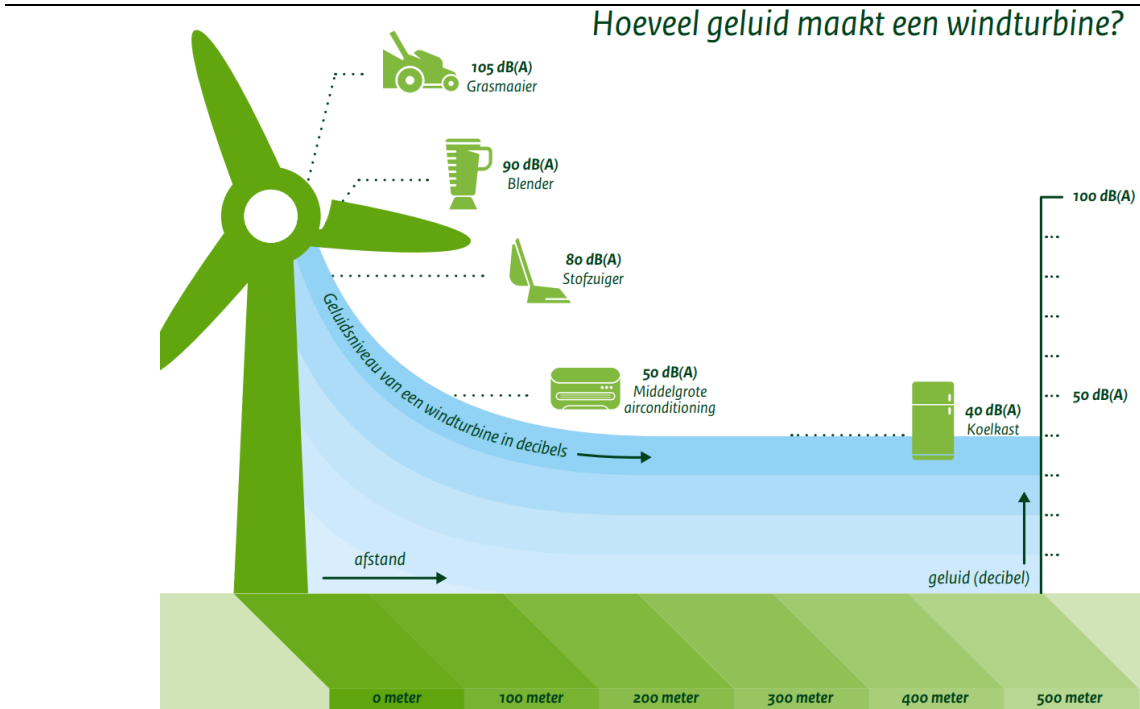 Hoeveel geluid maakt een windturbine?
105 dB(A)
Grasmaaier
90 dB(A)
Blender
80 dB(A)
Stofzuiger
50 dB(A)
Middelgrote
airconditioning
40 dB(A)
Koelkast
100 dB(A)
50 dB(A)
Geluidsniveau van een windturbine in decibels
afstand
geluid (decibel)
0 meter
100 meter
200 meter
300 meter
400 meter
500 meter